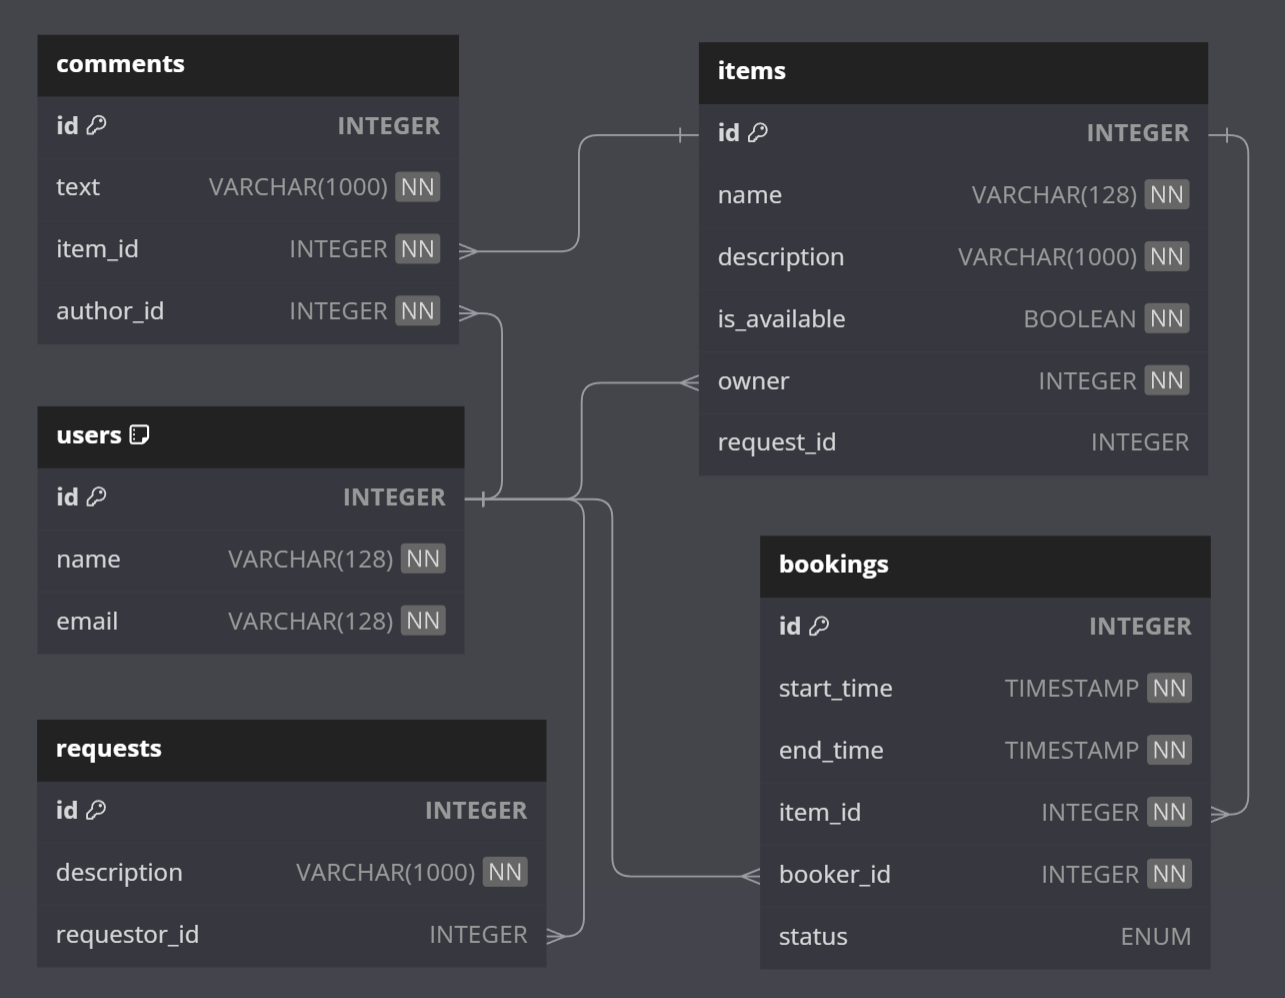 comments
id INTEGER
text VARCHAR(1000) NN
item_id INTEGER NN
author_id INTEGER NN
users
id INTEGER
name VARCHAR(128) NN
email VARCHAR(128) NN
requests
id INTEGER
description VARCHAR(1000) NN
requestor_id INTEGER
items
id INTEGER
name VARCHAR(128) NN
description VARCHAR(1000) NN
is_available BOOLEAN NN
owner INTEGER NN
request_id INTEGER
bookings
id INTEGER
start_time TIMESTAMP NN
end_time TIMESTAMP NN
item_id INTEGER NN
booker_id INTEGER NN
status ENUM